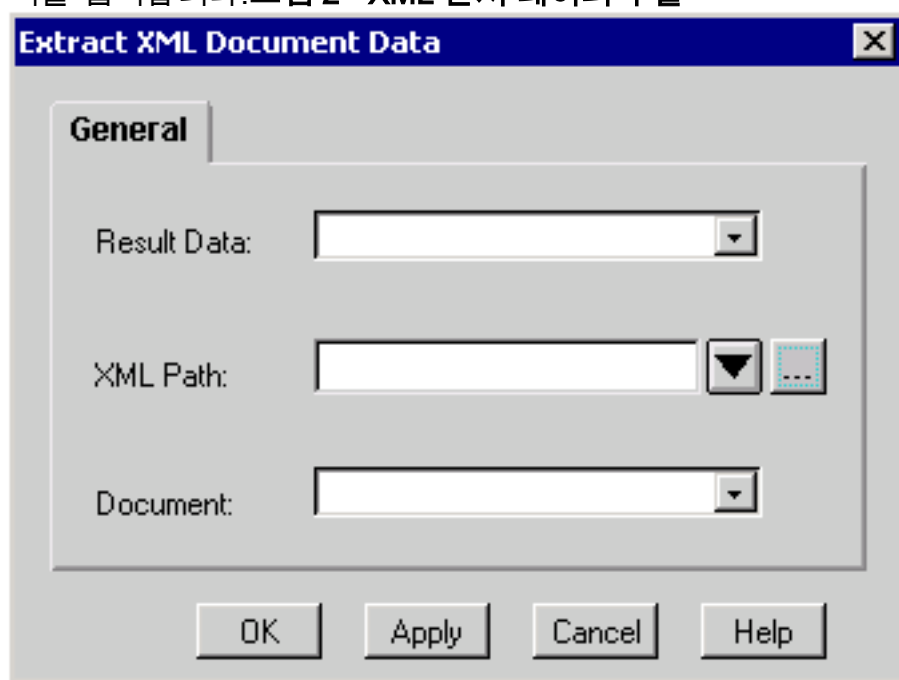 Extract XML Document Data
General
Result Data:
XML Path:
...
Document:
OK
Apply
Cancel
Help